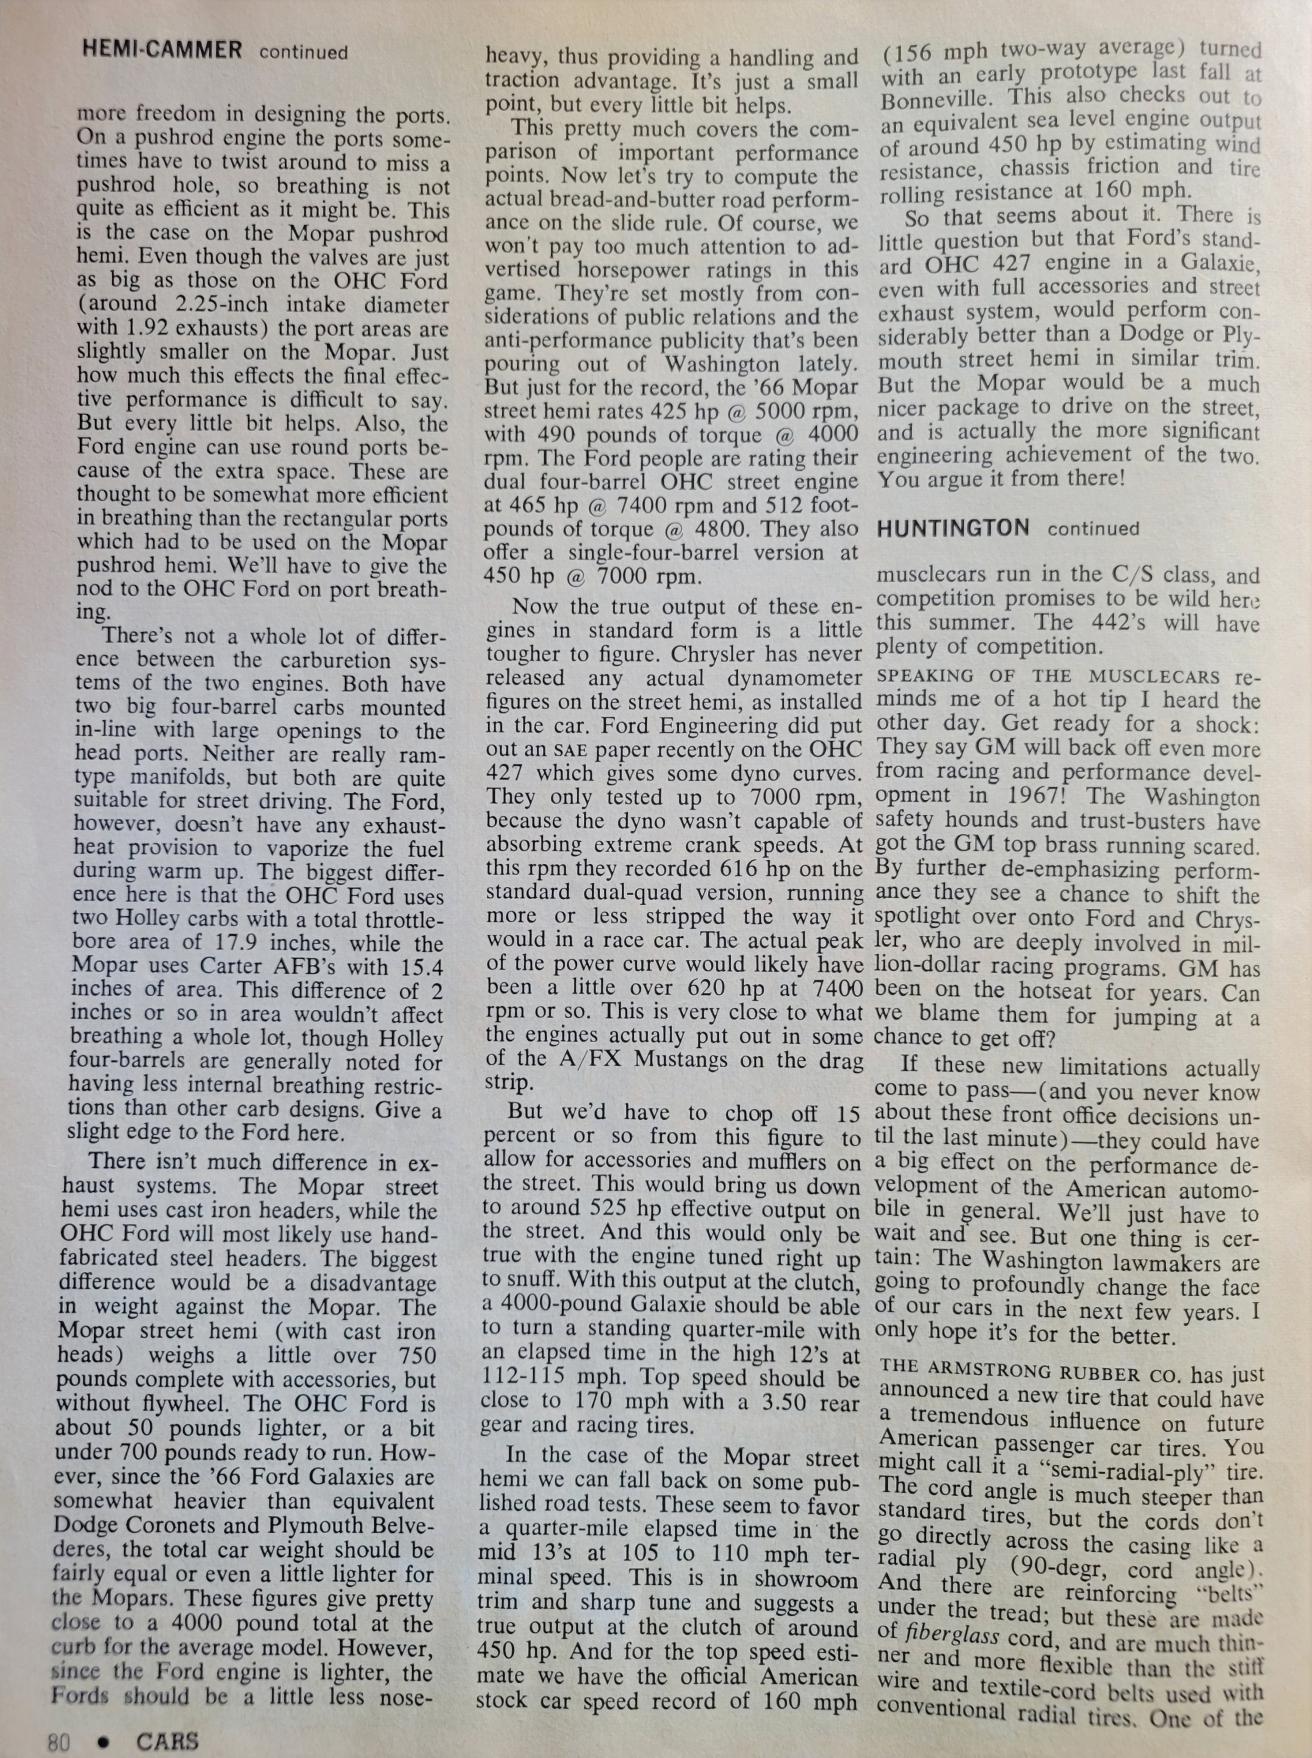 HEMI-CAMMER continued
more freedom in designing the ports.
On a pushrod engine the ports some-
times have to twist around to miss a
pushrod hole, so breathing is not
quite as efficient as it might be. This
is the case on the Mopar pushrod
hemi. Even though the valves are just
as big as those on the OHC Ford
(around 2.25-inch intake diameter
with 1.92 exhausts) the port areas are
slightly smaller on the Mopar. Just
how much this effects the final effec-
tive performance is difficult to say.
But every little bit helps. Also, the
Ford engine can use round ports be-
cause of the extra space. These are
thought to be somewhat more efficient
in breathing than the rectangular ports
which had to be used on the Mopar
pushrod hemi. We'll have to give the
nod to the OHC Ford on port breath-
ing.
There's not a whole lot of differ-
ence between the carburetion sys-
tems of the two engines. Both have
two big four-barrel carbs mounted
in-line with large openings to the
head ports. Neither are really ram-
type manifolds, but both are quite
suitable for street driving. The Ford,
however, doesn't have any exhaust-
heat provision to vaporize the fuel
during warm up. The biggest differ-
ence here is that the OHC Ford uses
two Holley carbs with a total throttle-
bore area of 17.9 inches, while the
Mopar uses Carter AFB's with 15.4
inches of area. This difference of 2
inches or so in area wouldn't affect
breathing a whole lot, though Holley
four-barrels are generally noted for
having less internal breathing restric-
tions than other carb designs. Give a
slight edge to the Ford here.
There isn't much difference in ex-
haust systems. The Mopar street
hemi uses cast iron headers, while the
OHC Ford will most likely use hand-
fabricated steel headers. The biggest
difference would be a disadvantage
in weight against the Mopar. The
Mopar street hemi (with cast iron
heads) weighs a little over 750
pounds complete with accessories, but
without flywheel. The OHC Ford is
about 50 pounds lighter, or a bit
under 700 pounds ready to run. How-
ever, since the '66 Ford Galaxies are
somewhat heavier than equivalent
Dodge Coronets and Plymouth Belve-
deres, the total car weight should be
fairly equal or even a little lighter for
the Mopars. These figures give pretty
close to a 4000 pound total at the
curb for the average model. However,
since the Ford engine is lighter, the
Fords should be a little less nose-
heavy, thus providing a handling and
traction advantage. It's just a small
point, but every little bit helps.
This pretty much covers the com-
parison of important performance
points. Now let's try to compute the
actual bread-and-butter road perform-
ance on the slide rule. Of course, we
won't pay too much attention to ad-
vertised horsepower ratings in this
game. They're set mostly from con-
siderations of public relations and the
anti-performance publicity that's been
pouring out of Washington lately.
But just for the record, the '66 Mopar
street hemi rates 425 hp @ 5000 rpm,
with 490 pounds of torque @ 4000
rpm. The Ford people are rating their
dual four-barrel OHC street engine
at 465 hp @ 7400 rpm and 512 foot-
pounds of torque @ 4800. They also
offer a single-four-barrel version at
450 hp @ 7000 rpm.
Now the true output of these en-
gines in standard form is a little
tougher to figure. Chrysler has never
released any actual dynamometer
figures on the street hemi, as installed
in the car. Ford Engineering did put
out an SAE paper recently on the OHC
427 which gives some dyno curves.
They only tested up to 7000 rpm,
because the dyno wasn't capable of
absorbing extreme crank speeds. At
this rpm they recorded 616 hp on the
standard dual-quad version, running
more or less stripped the way it
would in a race car. The actual peak
of the power curve would likely have
been a little over 620 hp at 7400
rpm or so. This is very close to what
the engines actually put out in some
of the A/FX Mustangs on the drag
strip.
But we'd have to chop off 15
percent or so from this figure to
allow for accessories and mufflers on
the street. This would bring us down
to around 525 hp effective output on
the street. And this would only be
true with the engine tuned right up
to snuff. With this output at the clutch,
a 4000-pound Galaxie should be able
to turn a standing quarter-mile with
an elapsed time in the high 12's at
112-115 mph. Top speed should be
close to 170 mph with a 3.50 rear
gear and racing tires.
In the case of the Mopar street
hemi we can fall back on some pub-
lished road tests. These seem to favor
a quarter-mile elapsed time in the
mid 13's at 105 to 110 mph ter-
minal speed. This is in showroom
trim and sharp tune and suggests a
true output at the clutch of around
450 hp. And for the top speed esti-
mate we have the official American
stock car speed record of 160 mph
(156 mph two-way average) turned
with an early prototype last fall at
Bonneville. This also checks out to
an equivalent sea level engine output
of around 450 hp by estimating wind
resistance, chassis friction and tire
rolling resistance at 160 mph.
So that seems about it. There is
little question but that Ford's stand-
ard OHC 427 engine in a Galaxie,
even with full accessories and street
exhaust system, would perform con-
siderably better than a Dodge or Ply-
mouth street hemi in similar trim.
But the Mopar would be a much
nicer package to drive on the street,
and is actually the more significant
engineering achievement of the two.
You argue it from there!
HUNTINGTON continued
musclecars run in the C/S class, and
competition promises to be wild here
this summer. The 442's will have
plenty of competition.
SPEAKING OF THE MUSCLECARS re-
minds me of a hot tip I heard the
other day. Get ready for a shock:
They say GM will back off even more
from racing and performance devel-
opment in 1967! The Washington
safety hounds and trust-busters have
got the GM top brass running scared.
By further de-emphasizing perform-
ance they see a chance to shift the
spotlight over onto Ford and Chrys-
ler, who are deeply involved in mil-
lion-dollar racing programs. GM has
been on the hotseat for years. Can
we blame them for jumping at a
chance to get off?
If these new limitations actually
come to pass—(and you never know
about these front office decisions un-
til the last minute)—they could have
a big effect on the performance de-
velopment of the American automo-
bile in general. We'll just have to
wait and see. But one thing is cer-
tain: The Washington lawmakers are
going to profoundly change the face
of our cars in the next few years. I
only hope it's for the better.
THE ARMSTRONG RUBBER CO. has just
announced a new tire that could have
a tremendous influence on future
American passenger car tires. You
might call it a "semi-radial-ply" tire.
The cord angle is much steeper than
standard tires, but the cords don't
go directly across the casing like a
radial ply (90-degr, cord angle).
And there are reinforcing "belts"
under the tread; but these are made
of fiberglass cord, and are much thin-
ner and more flexible than the stiff
wire and textile-cord belts used with
conventional radial tires. One of the
80 • CARS